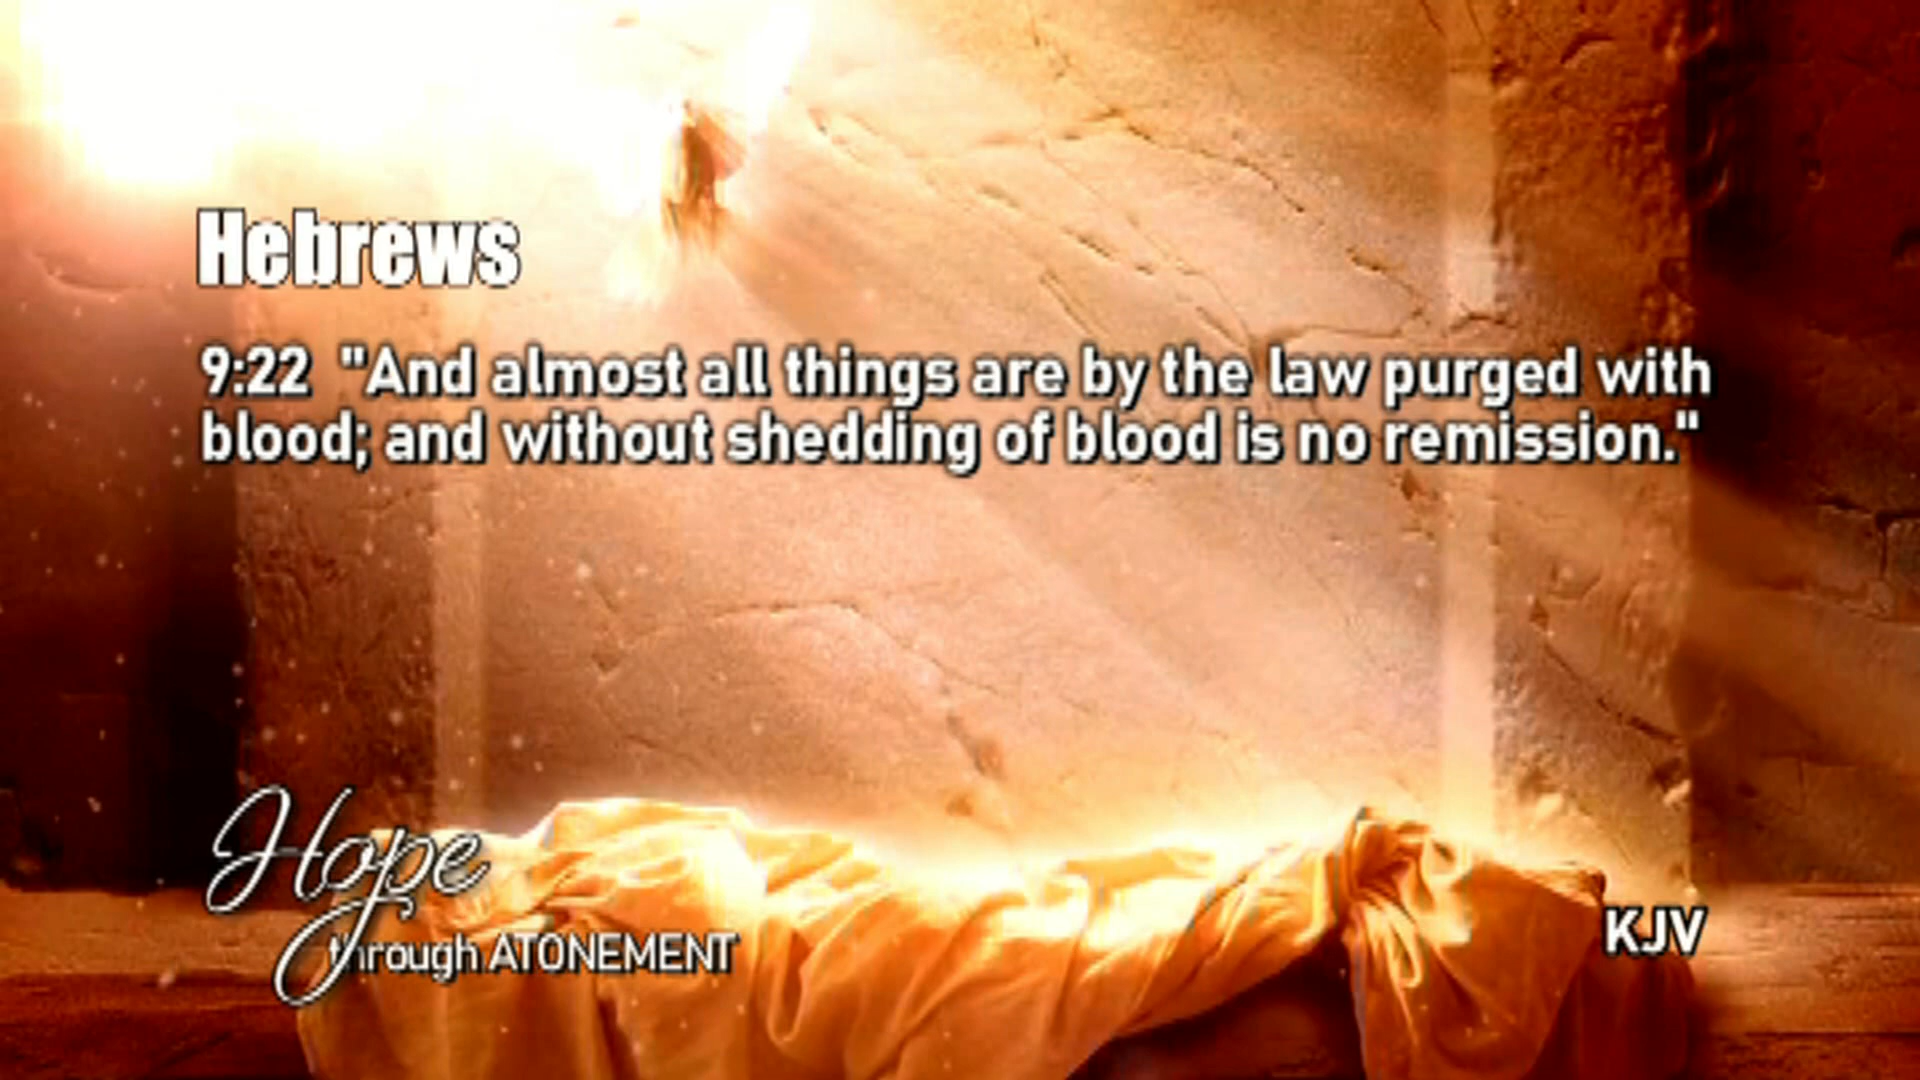 Hebrews
9:22 "And almost all things are by the law purged with
blood; and without shedding of blood is no remission."
Hope
through ATONEMENT
KJV